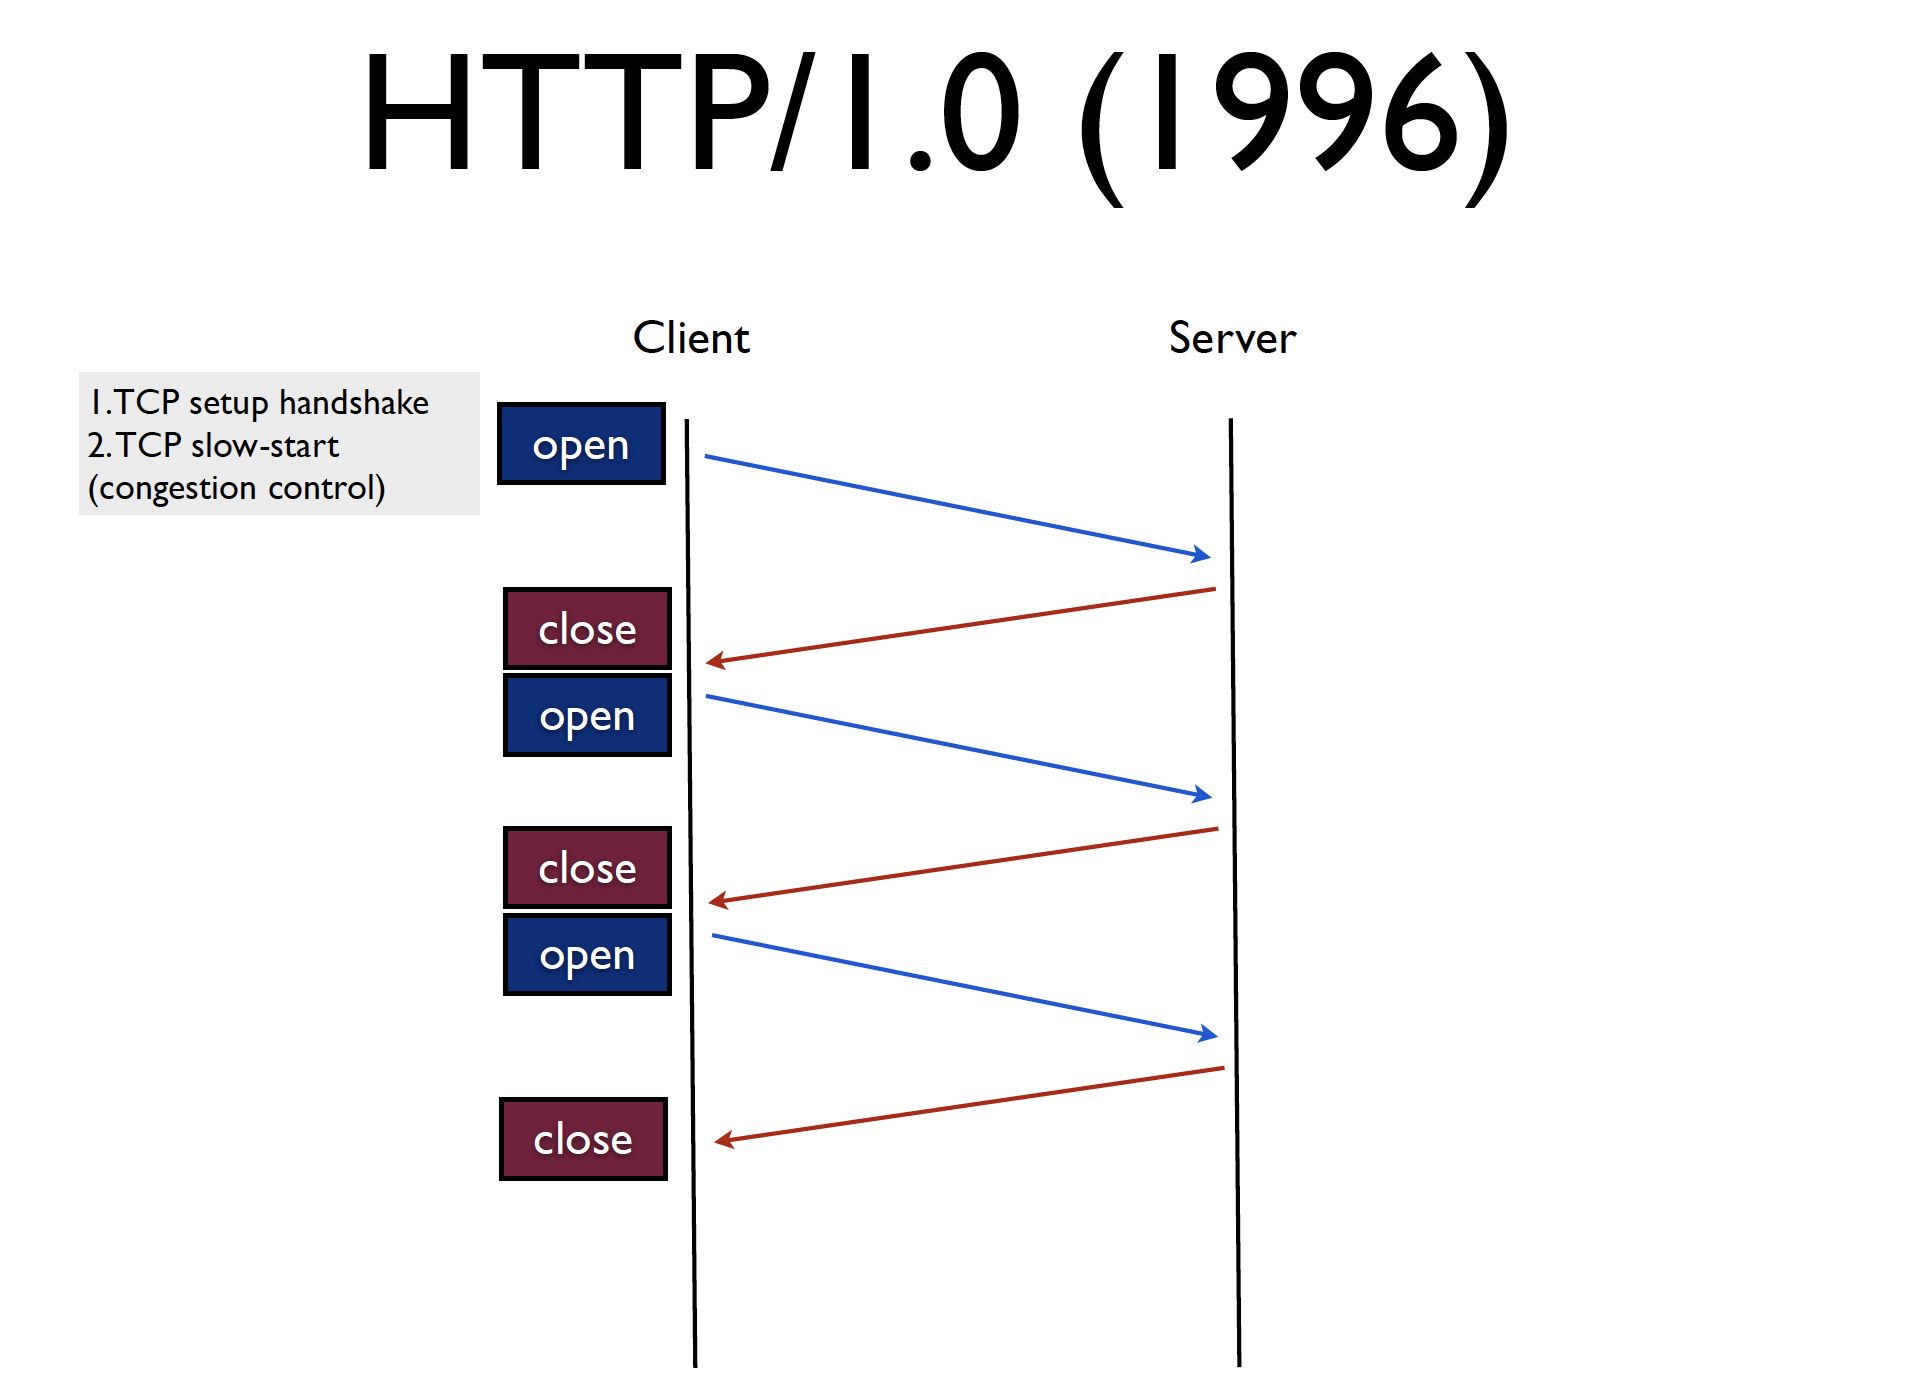 HTTP/1.0 (1996)
Client
Server
1. TCP setup handshake
2. TCP slow-start
(congestion control)
open
close
open
close
open
close